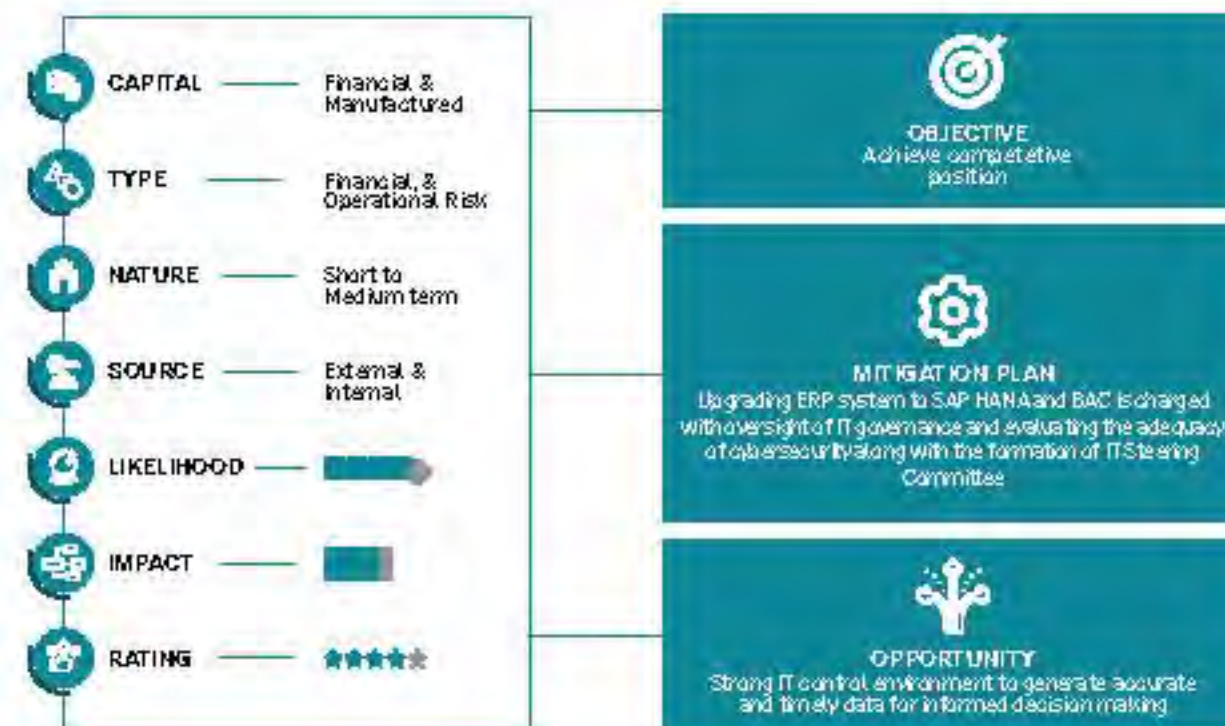 CAPITAL
Financial &
Manufactured
TYPE
Financial, &
Operational Risk
NATURE
Short to
Medium term
SOURCE
External &
Internal
LIKELIHOOD
IMPACT
RATING
OBJECTIVE
Achieve competetive
position
MITIGATION PLAN
Upgrading ERP system to SAP HANA and BAC is charged
with oversight of IT governance and evaluating the adequacy
of cybersecurity along with the formation of IT Steering
Committee
OPPORTUNITY
Strong IT control environment to generate accurate
and timely data for informed decision making